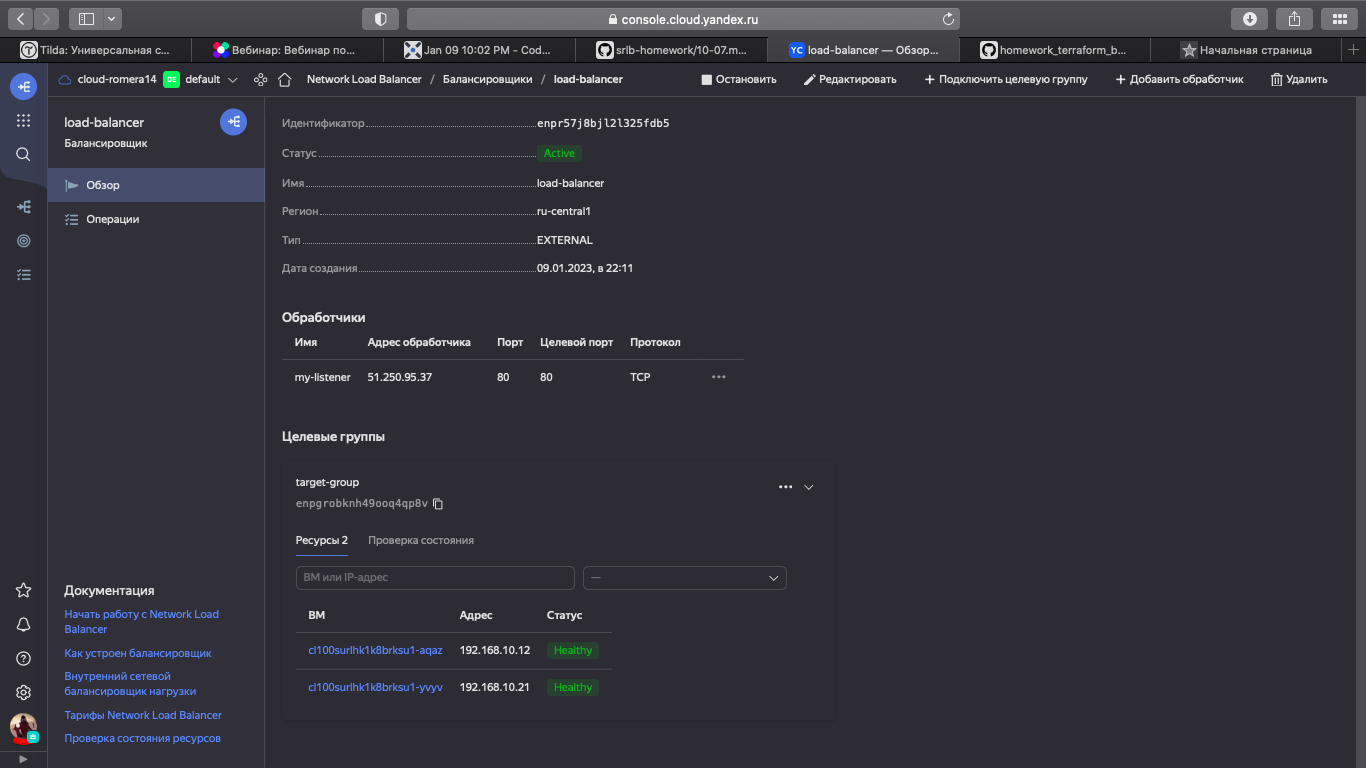 console.cloud.yandex.ru
Tilda: Универсальная с...
Вебинар: Вебинар по...
Jan 09 10:02 PM - Cod...
srlb-homework/10-07.m...
YC load-balancer — Обзор...
homework_terraform_b...
Начальная страница
cloud-romera14 DE default
Network Load Balancer / Балансировщики / load-balancer
Остановить
Редактировать
Подключить целевую группу
Добавить обработчик
Удалить
load-balancer
Балансировщик
Обзор
Операции
Идентификатор enpr57j8bjl2l325fdb5
Статус Active
Имя load-balancer
Регион ru-central1
Тип EXTERNAL
Дата создания 09.01.2023, в 22:11
Обработчики
Имя Адрес обработчика Порт Целевой порт Протокол
my-listener 51.250.95.37 80 80 TCP
Целевые группы
target-group
enpgrobknh49ooq4qp8v
Ресурсы 2 Проверка состояния
ВМ или IP-адрес —
ВМ Адрес Статус
cl100surlhk1k8brksu1-aqaz 192.168.10.12 Healthy
cl100surlhk1k8brksu1-yvyv 192.168.10.21 Healthy
Документация
Начать работу с Network Load
Balancer
Как устроен балансировщик
Внутренний сетевой
балансировщик нагрузки
Тарифы Network Load Balancer
Проверка состояния ресурсов